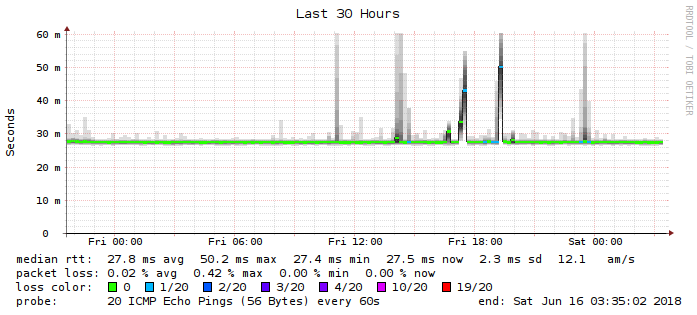 Last 30 Hours
RRDTOOL / TOBI OETIKER
Seconds
60 m
50 m
40 m
30 m
20 m
10 m
0
Fri 00:00 Fri 06:00 Fri 12:00 Fri 18:00 Sat 00:00
median rtt: 27.8 ms avg 50.2 ms max 27.4 ms min 27.5 ms now 2.3 ms sd 12.1 am/s
packet loss: 0.02 % avg 0.42 % max 0.00 % min 0.00 % now
loss color: 0 1/20 2/20 3/20 4/20 10/20 19/20
probe: 20 ICMP Echo Pings (56 Bytes) every 60s end: Sat Jun 16 03:35:02 2018